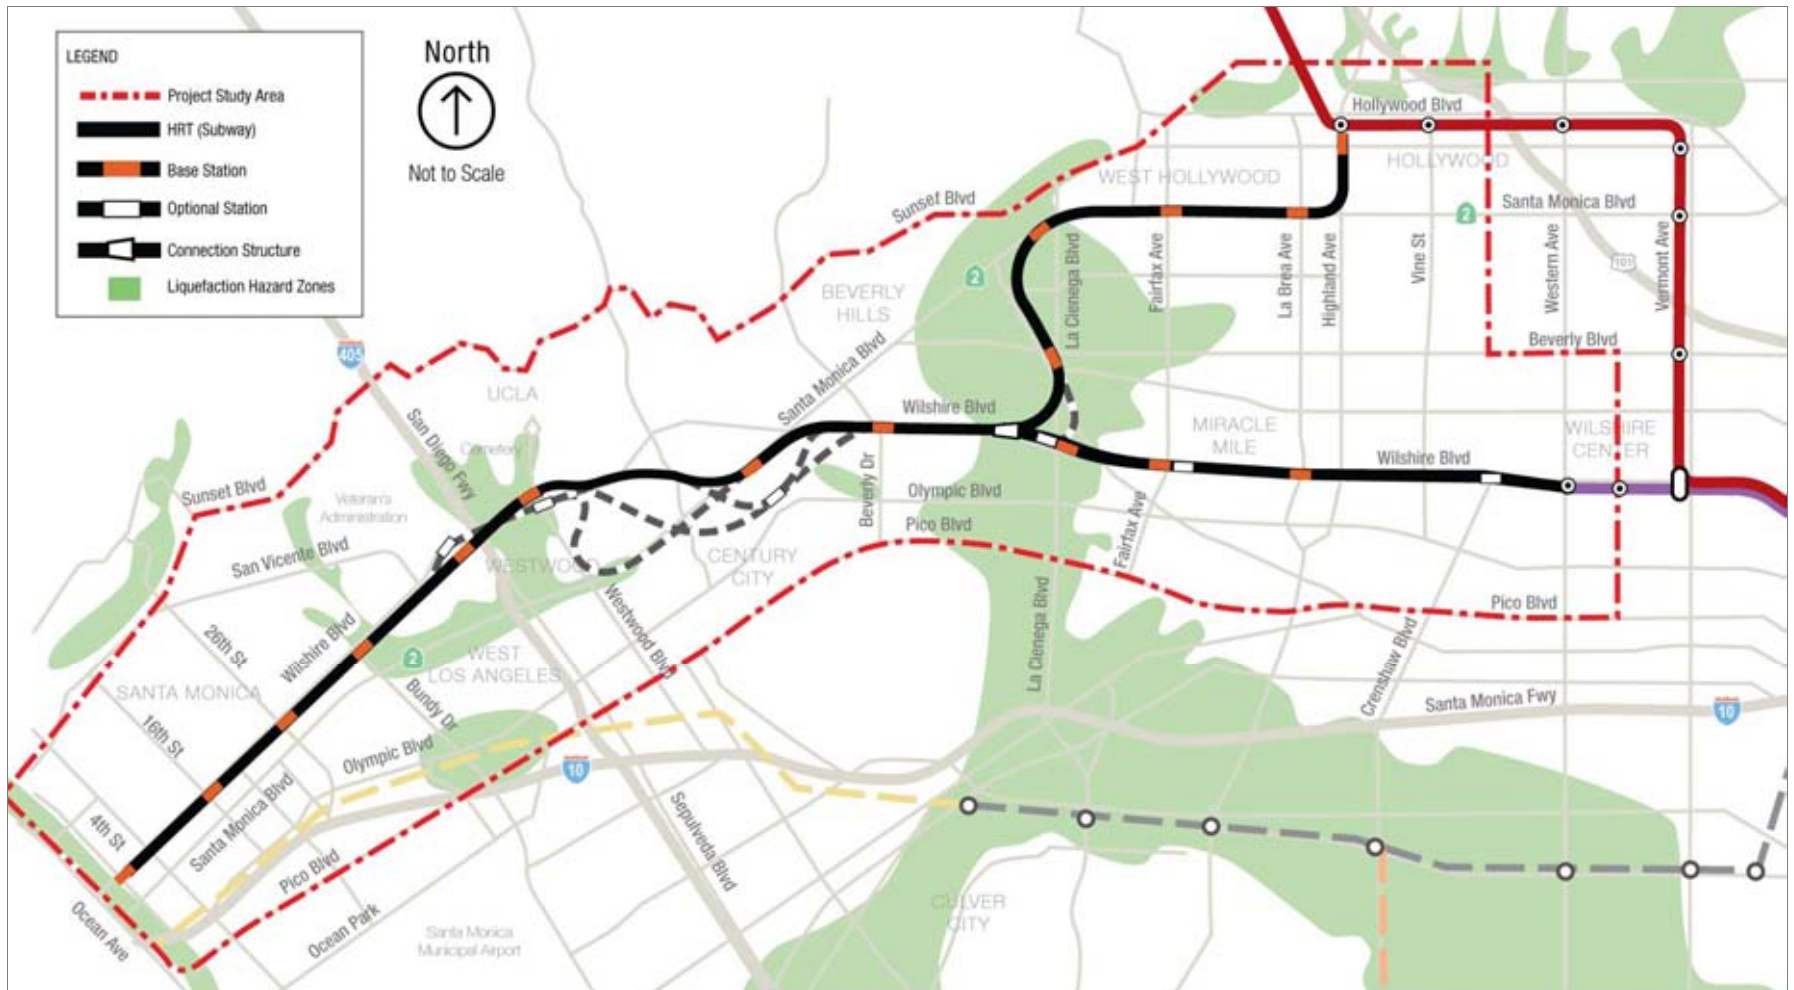 LEGEND
Project Study Area
HRT (Subway)
Base Station
Optional Station
Connection Structure
Liquefaction Hazard Zones
North
Not to Scale
Hollywood Blvd
HOLLYWOOD
WEST HOLLYWOOD
Sunset Blvd
Santa Monica Blvd
2
2
101
La Cienega Blvd
Fairfax Ave
La Brea Ave
Highland Ave
Vine St
Western Ave
Vermont Ave
BEVERLY
HILLS
Beverly Blvd
405
Santa Monica Blvd
UCLA
San Diego Fwy
Cemetery
Wilshire Blvd
MIRACLE
MILE
WILSHIRE
CENTER
Wilshire Blvd
Sunset Blvd
Veteran's
Administration
Beverly Dr
Olympic Blvd
Pico Blvd
Fairfax Ave
San Vicente Blvd
WESTWOOD
CENTURY
CITY
Pico Blvd
26th St
Wilshire Blvd
Westwood Blvd
La Cienega Blvd
Crenshaw Blvd
2
WEST
LOS ANGELES
SANTA MONICA
Bundy Dr
Santa Monica Fwy
10
16th St
Olympic Blvd
10
4th St
Santa Monica Blvd
Sepulveda Blvd
Pico Blvd
Ocean Ave
Ocean Park
Santa Monica
Municipal Airport
CULVER
CITY